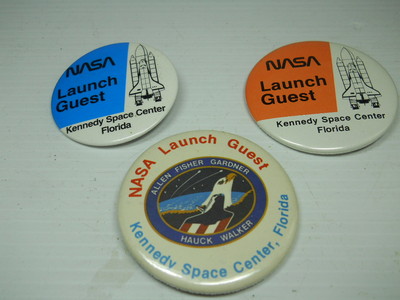 NASA
Launch
Guest
Kennedy Space Center
Florida
NASA
Launch
Guest
Kennedy Space Center
Florida
NASA Launch Guest
ALLEN FISHER GARDNER
HAUCK WALKER
Kennedy Space Center, Florida